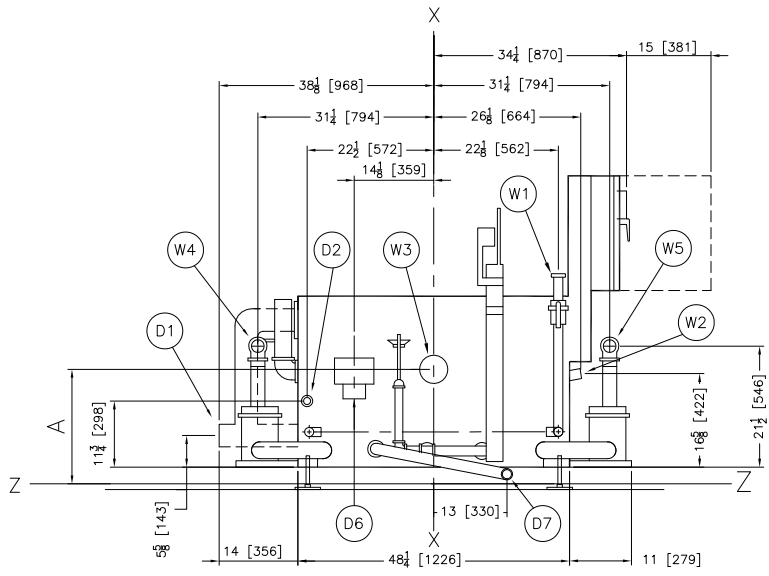 X
34¼ [870]
15 [381]
38⅛ [968]
31¼ [794]
31¼ [794]
26⅛ [664]
22½ [572]
22⅛ [562]
14⅛ [359]
W1
W4
D2
W3
W5
D1
W2
A
11¾ [298]
16⅝ [422]
21½ [546]
Z
Z
5⅝ [143]
D6
13 [330]
D7
X
14 [356]
48¼ [1226]
11 [279]